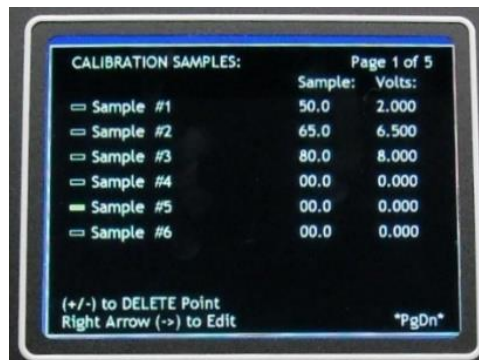 CALIBRATION SAMPLES: Page 1 of 5
Sample: Volts:
Sample #1 50.0 2.000
Sample #2 65.0 6.500
Sample #3 80.0 8.000
Sample #4 00.0 0.000
Sample #5 00.0 0.000
Sample #6 00.0 0.000
(+/-) to DELETE Point
Right Arrow (->) to Edit *PgDn*